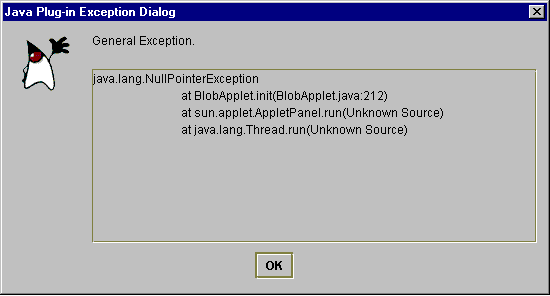 Java Plug-in Exception Dialog
General Exception.
java.lang.NullPointerException
at BlobApplet.init(BlobApplet.java:212)
at sun.applet.AppletPanel.run(Unknown Source)
at java.lang.Thread.run(Unknown Source)
OK